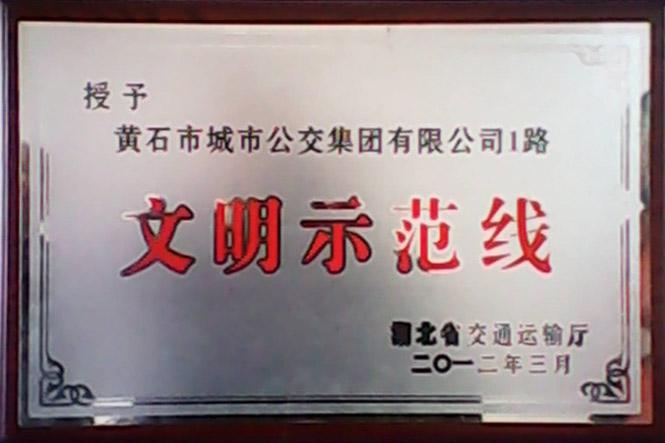 授予
黄石市城市公交集团有限公司1路
文明示范线
湖北省交通运输厅
二〇一二年三月